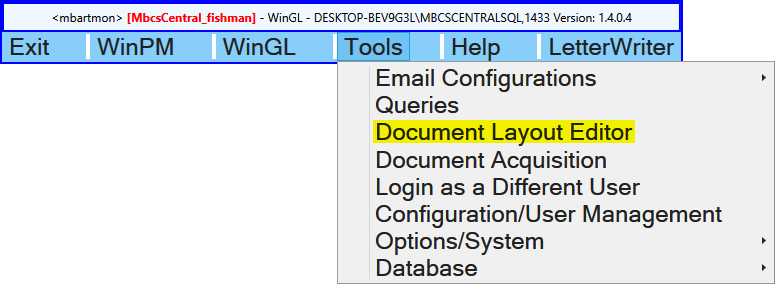 <mbartmon> [MbcsCentral_fishman] - WinGL - DESKTOP-BEV9G3L\MBCSCENTRALSQL,1433 Version: 1.4.0.4
Exit WinPM WinGL Tools Help LetterWriter
Email Configurations
Queries
Document Layout Editor
Document Acquisition
Login as a Different User
Configuration/User Management
Options/System
Database